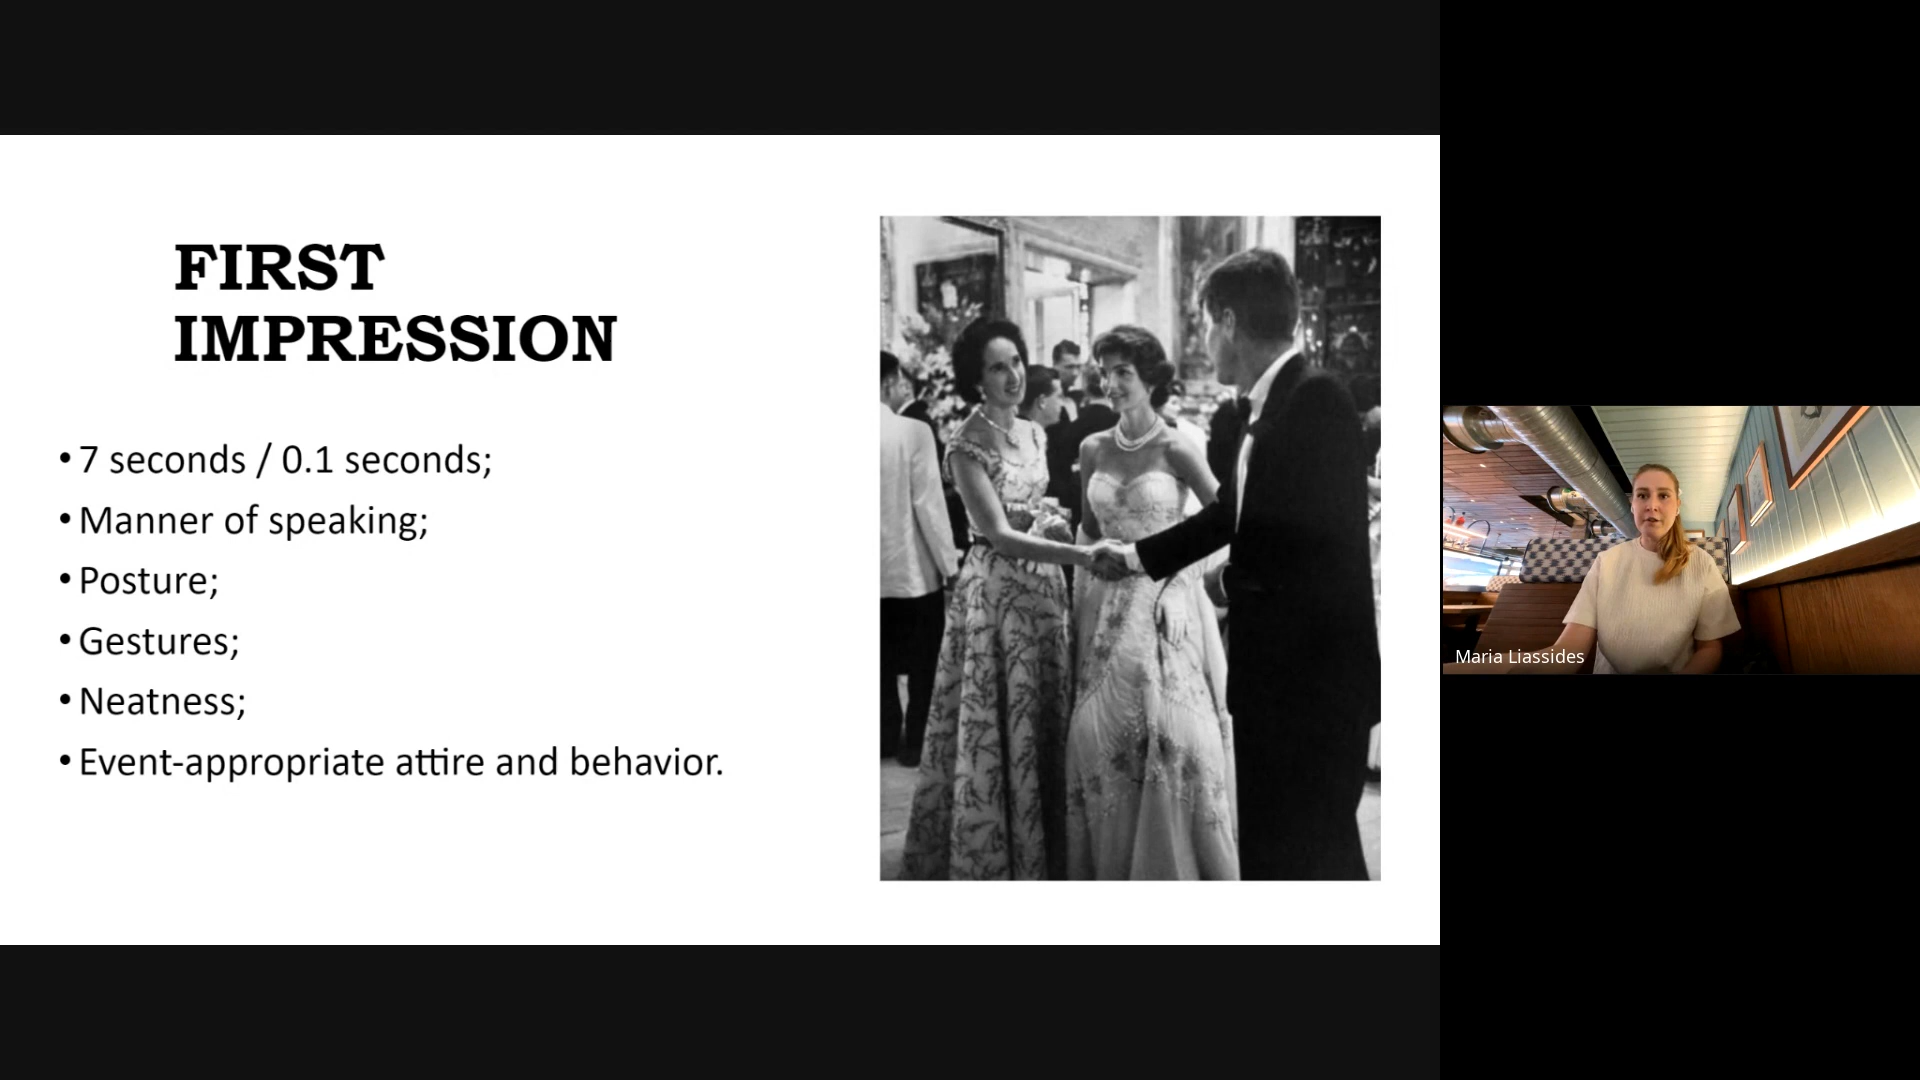 FIRST
IMPRESSION
• 7 seconds / 0.1 seconds;
• Manner of speaking;
• Posture;
• Gestures;
• Neatness;
• Event-appropriate attire and behavior.
Maria Liassides